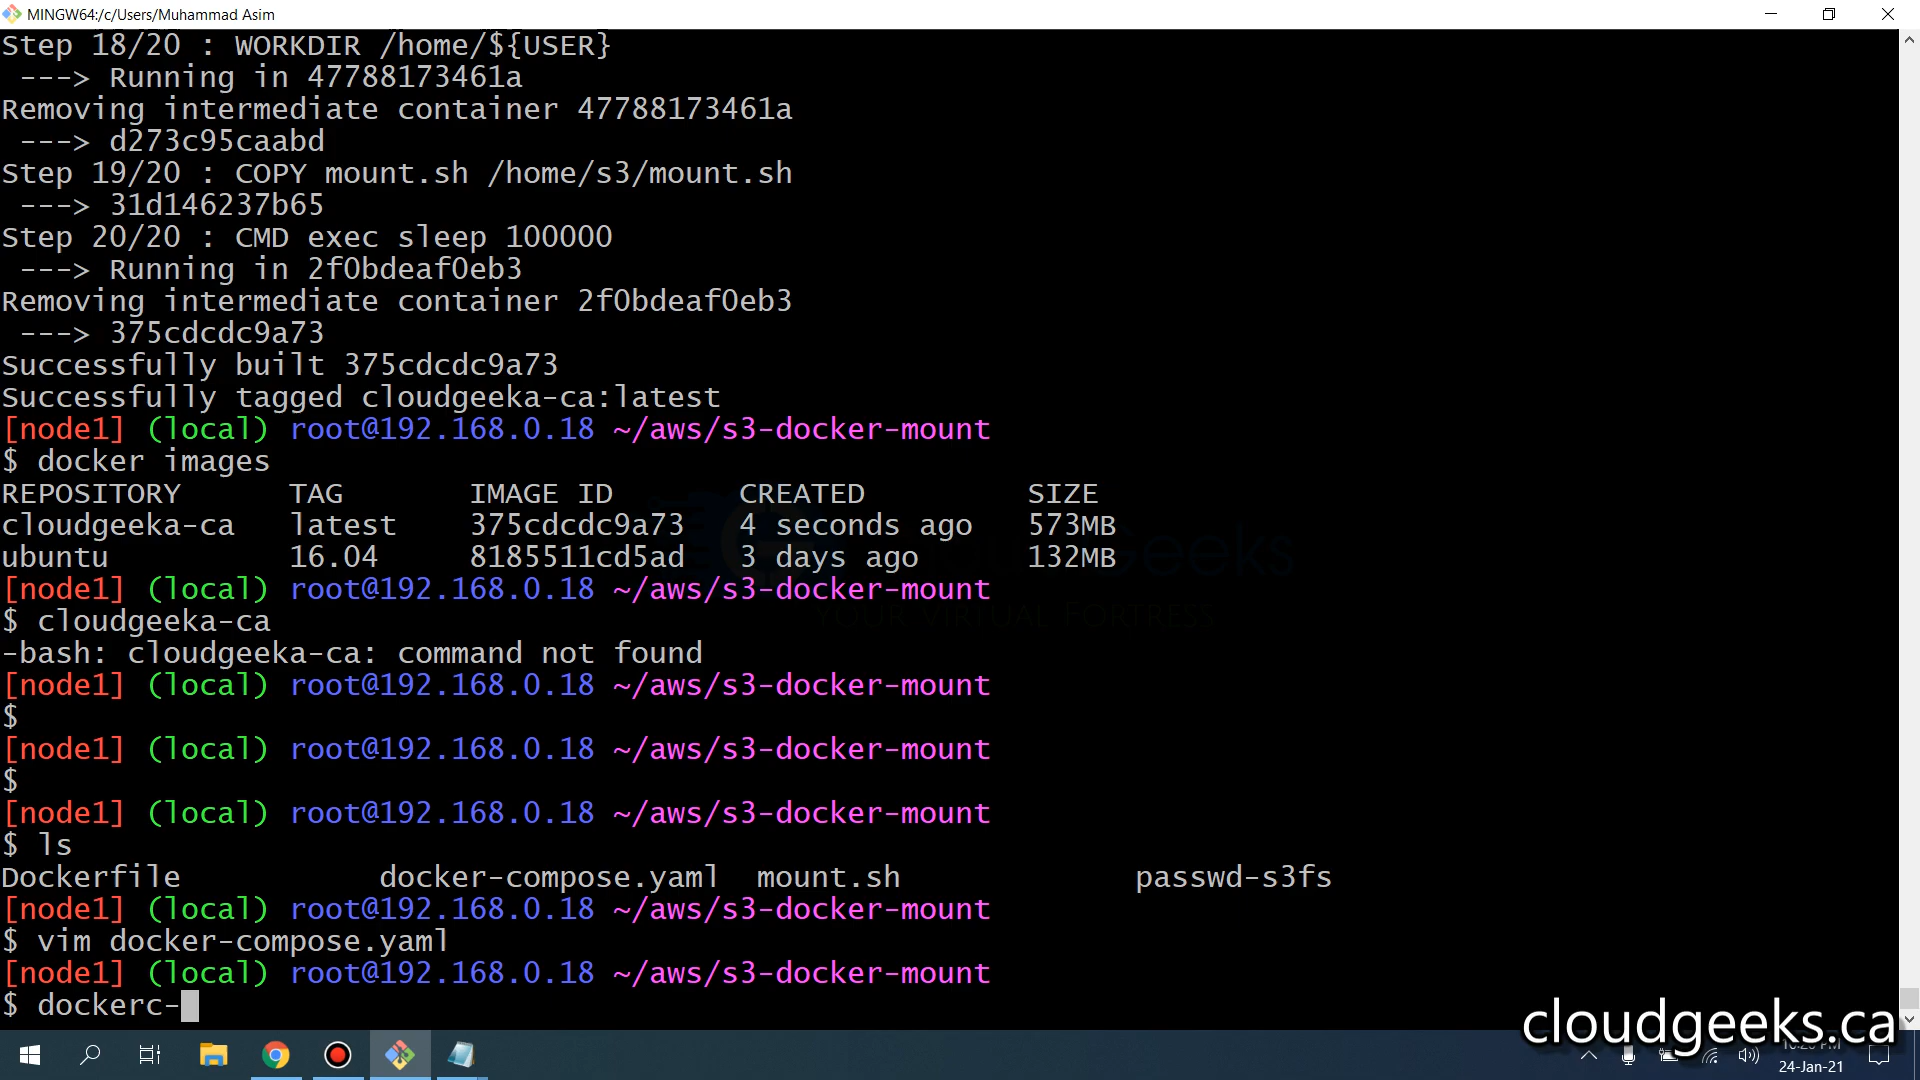 MINGW64:/c/Users/Muhammad Asim
Step 18/20 : WORKDIR /home/${USER}
 ---> Running in 47788173461a
Removing intermediate container 47788173461a
 ---> d273c95caabd
Step 19/20 : COPY mount.sh /home/s3/mount.sh
 ---> 31d146237b65
Step 20/20 : CMD exec sleep 100000
 ---> Running in 2f0bdeaf0eb3
Removing intermediate container 2f0bdeaf0eb3
 ---> 375cdcdc9a73
Successfully built 375cdcdc9a73
Successfully tagged cloudgeeka-ca:latest
[node1] (local) root@192.168.0.18 ~/aws/s3-docker-mount
$ docker images
REPOSITORY TAG IMAGE ID CREATED SIZE
cloudgeeka-ca latest 375cdcdc9a73 4 seconds ago 573MB
ubuntu 16.04 8185511cd5ad 3 days ago 132MB
[node1] (local) root@192.168.0.18 ~/aws/s3-docker-mount
$ cloudgeeka-ca
YOUR VIRTUAL FORTRESS
-bash: cloudgeeka-ca: command not found
[node1] (local) root@192.168.0.18 ~/aws/s3-docker-mount
$
[node1] (local) root@192.168.0.18 ~/aws/s3-docker-mount
$
[node1] (local) root@192.168.0.18 ~/aws/s3-docker-mount
$ ls
Dockerfile docker-compose.yaml mount.sh passwd-s3fs
[node1] (local) root@192.168.0.18 ~/aws/s3-docker-mount
$ vim docker-compose.yaml
[node1] (local) root@192.168.0.18 ~/aws/s3-docker-mount
$ dockerc-
cloudgeeks.ca
24-Jan-21